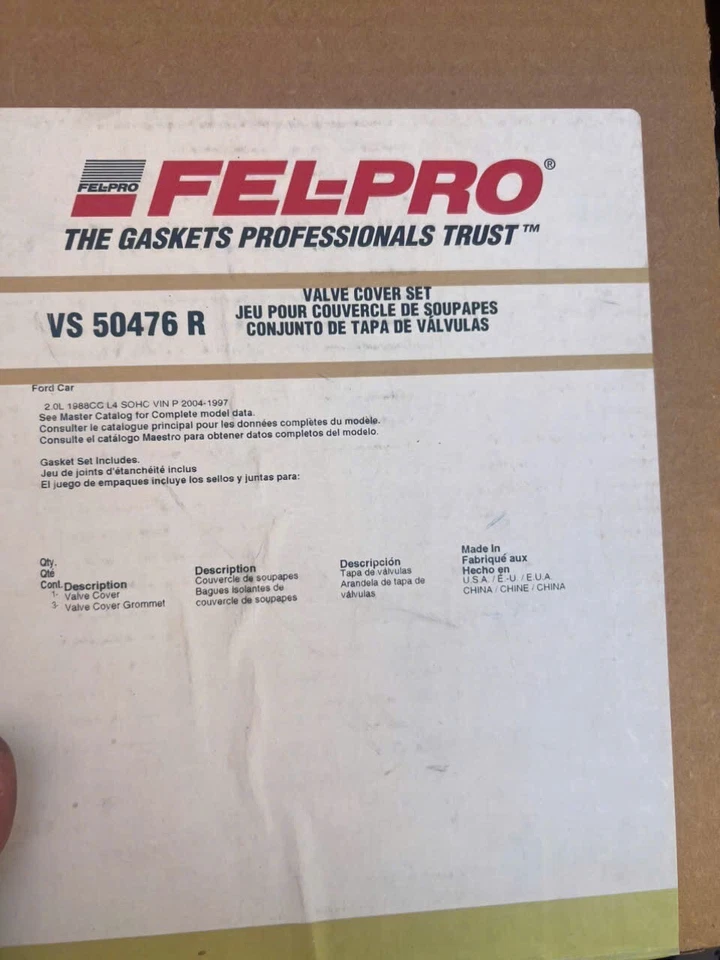 FEL-PRO
FEL-PRO®
THE GASKETS PROFESSIONALS TRUST™
VS 50476 R
VALVE COVER SET
JEU POUR COUVERCLE DE SOUPAPES
CONJUNTO DE TAPA DE VÁLVULAS
Ford Car
2.0L 1988CC L4 SOHC VIN P 2004-1997
See Master Catalog for Complete model data.
Consulter le catalogue principal pour les données complètes du modèle.
Consulte el catálogo Maestro para obtener datos completos del modelo.
Gasket Set Includes.
Jeu de joints d'étanchéité inclus
El juego de empaques incluye los sellos y juntas para:
Qty.
Qté
Cont. Description
1- Valve Cover
3- Valve Cover Grommet
Description
Couvercle de soupapes
Bagues isolantes de
couvercle de soupapes
Descripción
Tapa de válvulas
Arandela de tapa de
válvulas
Made In
Fabriqué aux
Hecho en
U.S.A. / É.-U. / E.U.A.
CHINA / CHINE / CHINA